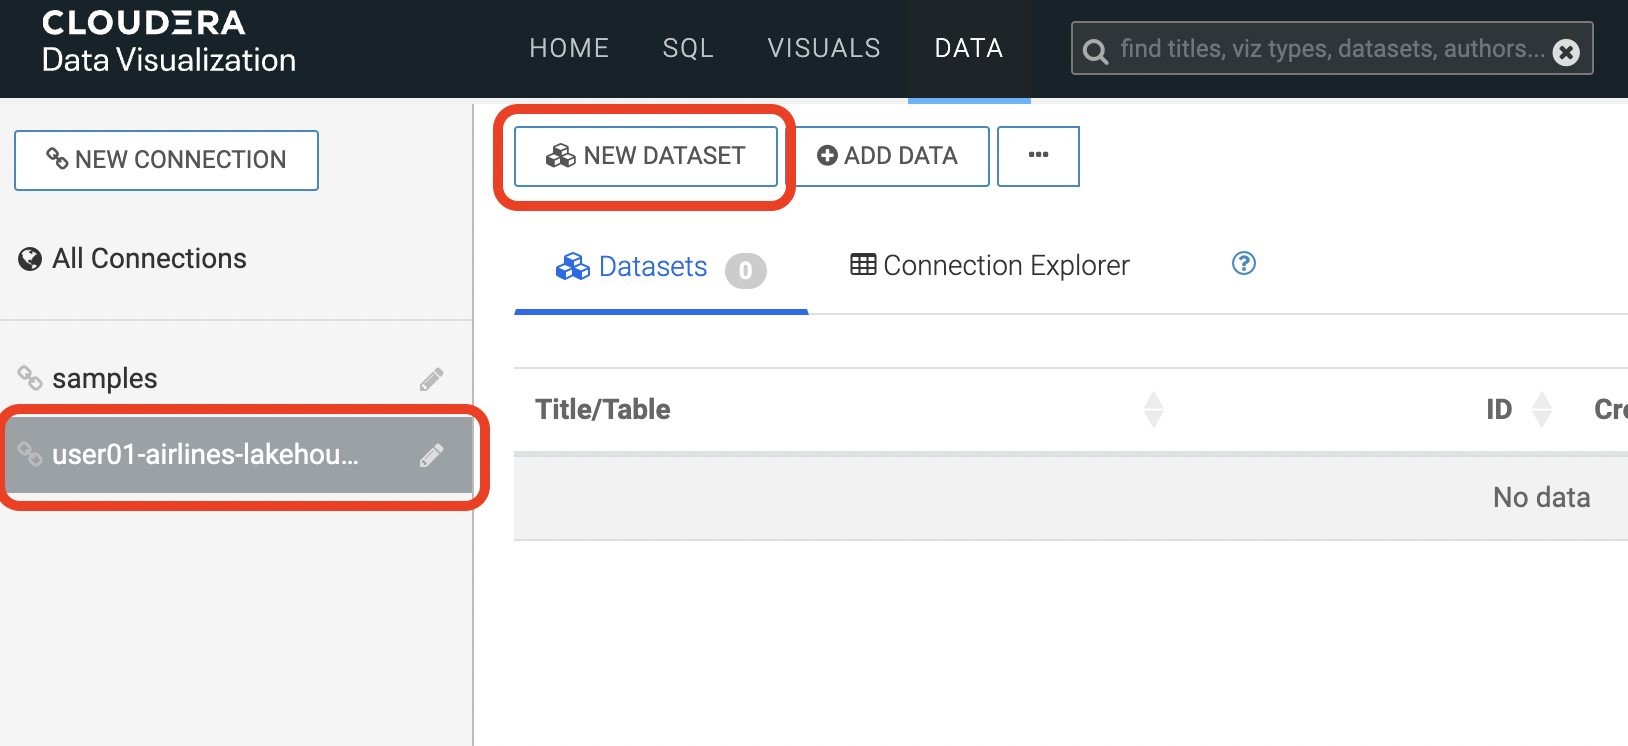 CLOUDERA
Data Visualization
HOME SQL VISUALS DATA
find titles, viz types, datasets, authors...
NEW CONNECTION
NEW DATASET
ADD DATA
...
All Connections
Datasets 0
Connection Explorer
?
samples
user01-airlines-lakehou...
Title/Table
ID
Cre
No data